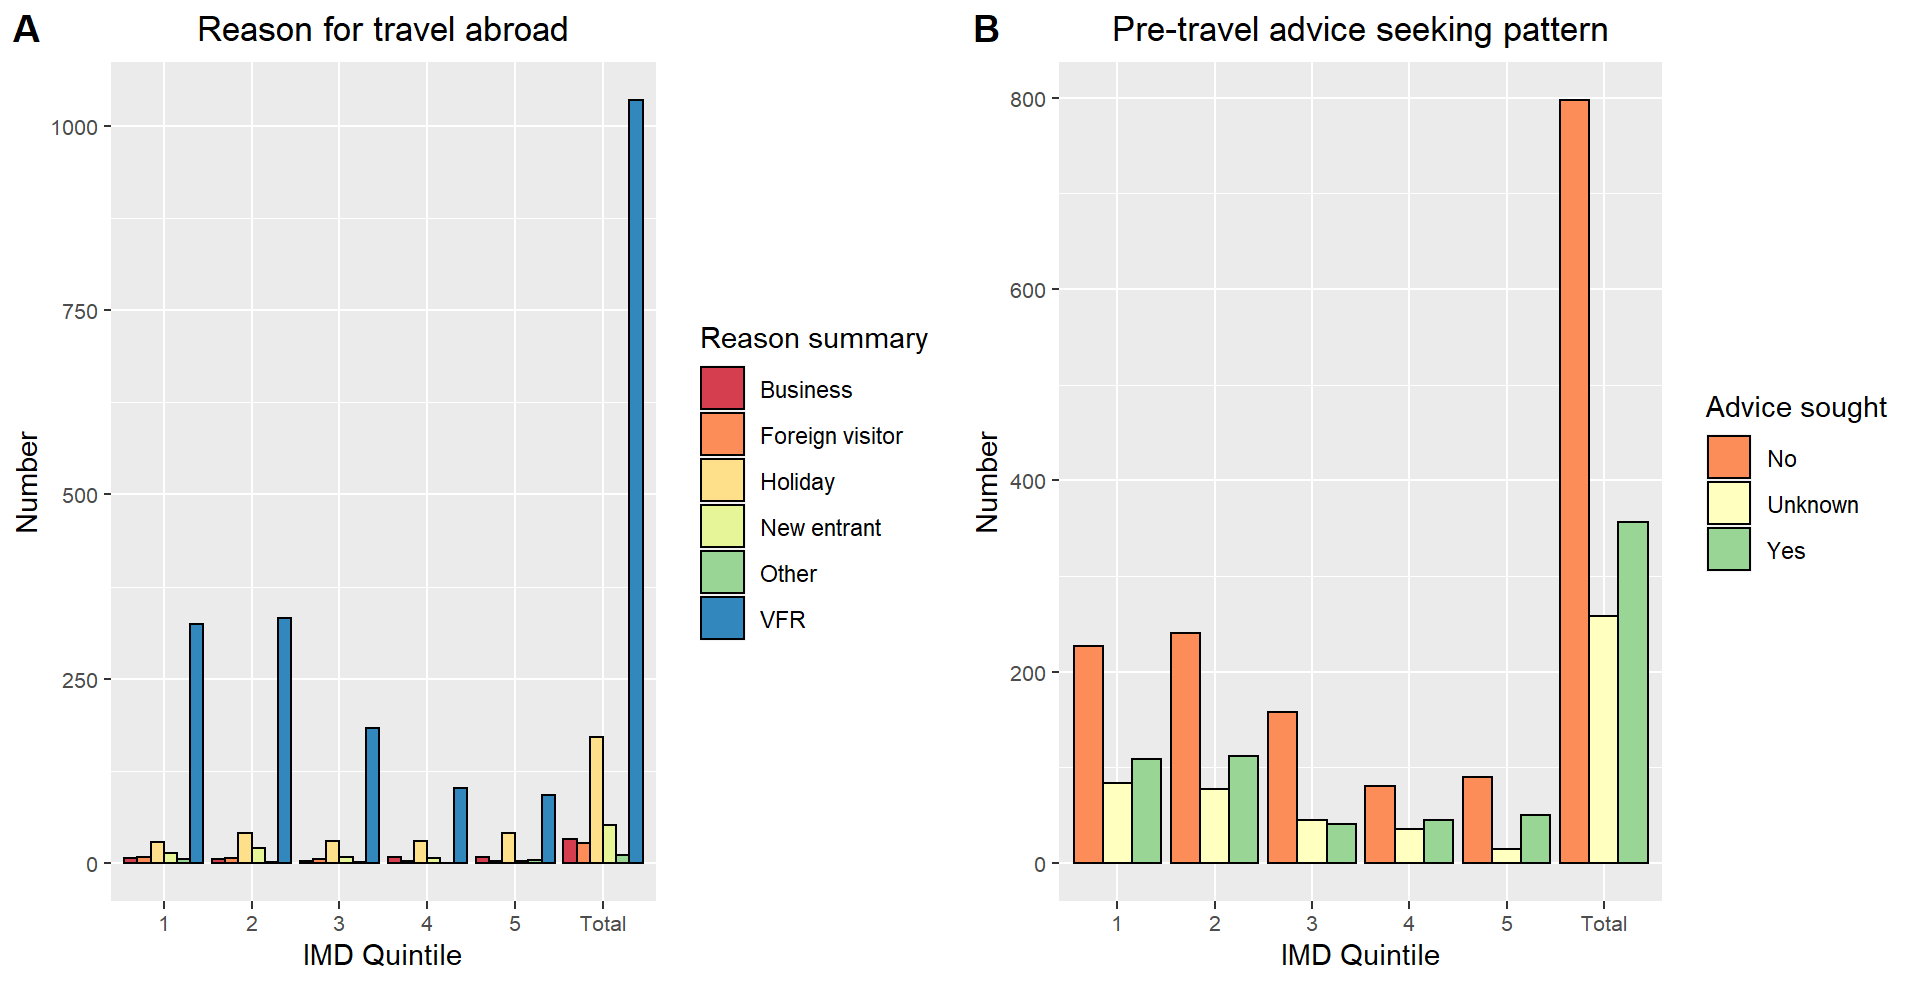 A
Reason for travel abroad
Number
1000
750
500
250
0
1
2
3
4
5
Total
IMD Quintile
Reason summary
Business
Foreign visitor
Holiday
New entrant
Other
VFR
B
Pre-travel advice seeking pattern
Number
800
600
400
200
0
1
2
3
4
5
Total
IMD Quintile
Advice sought
No
Unknown
Yes